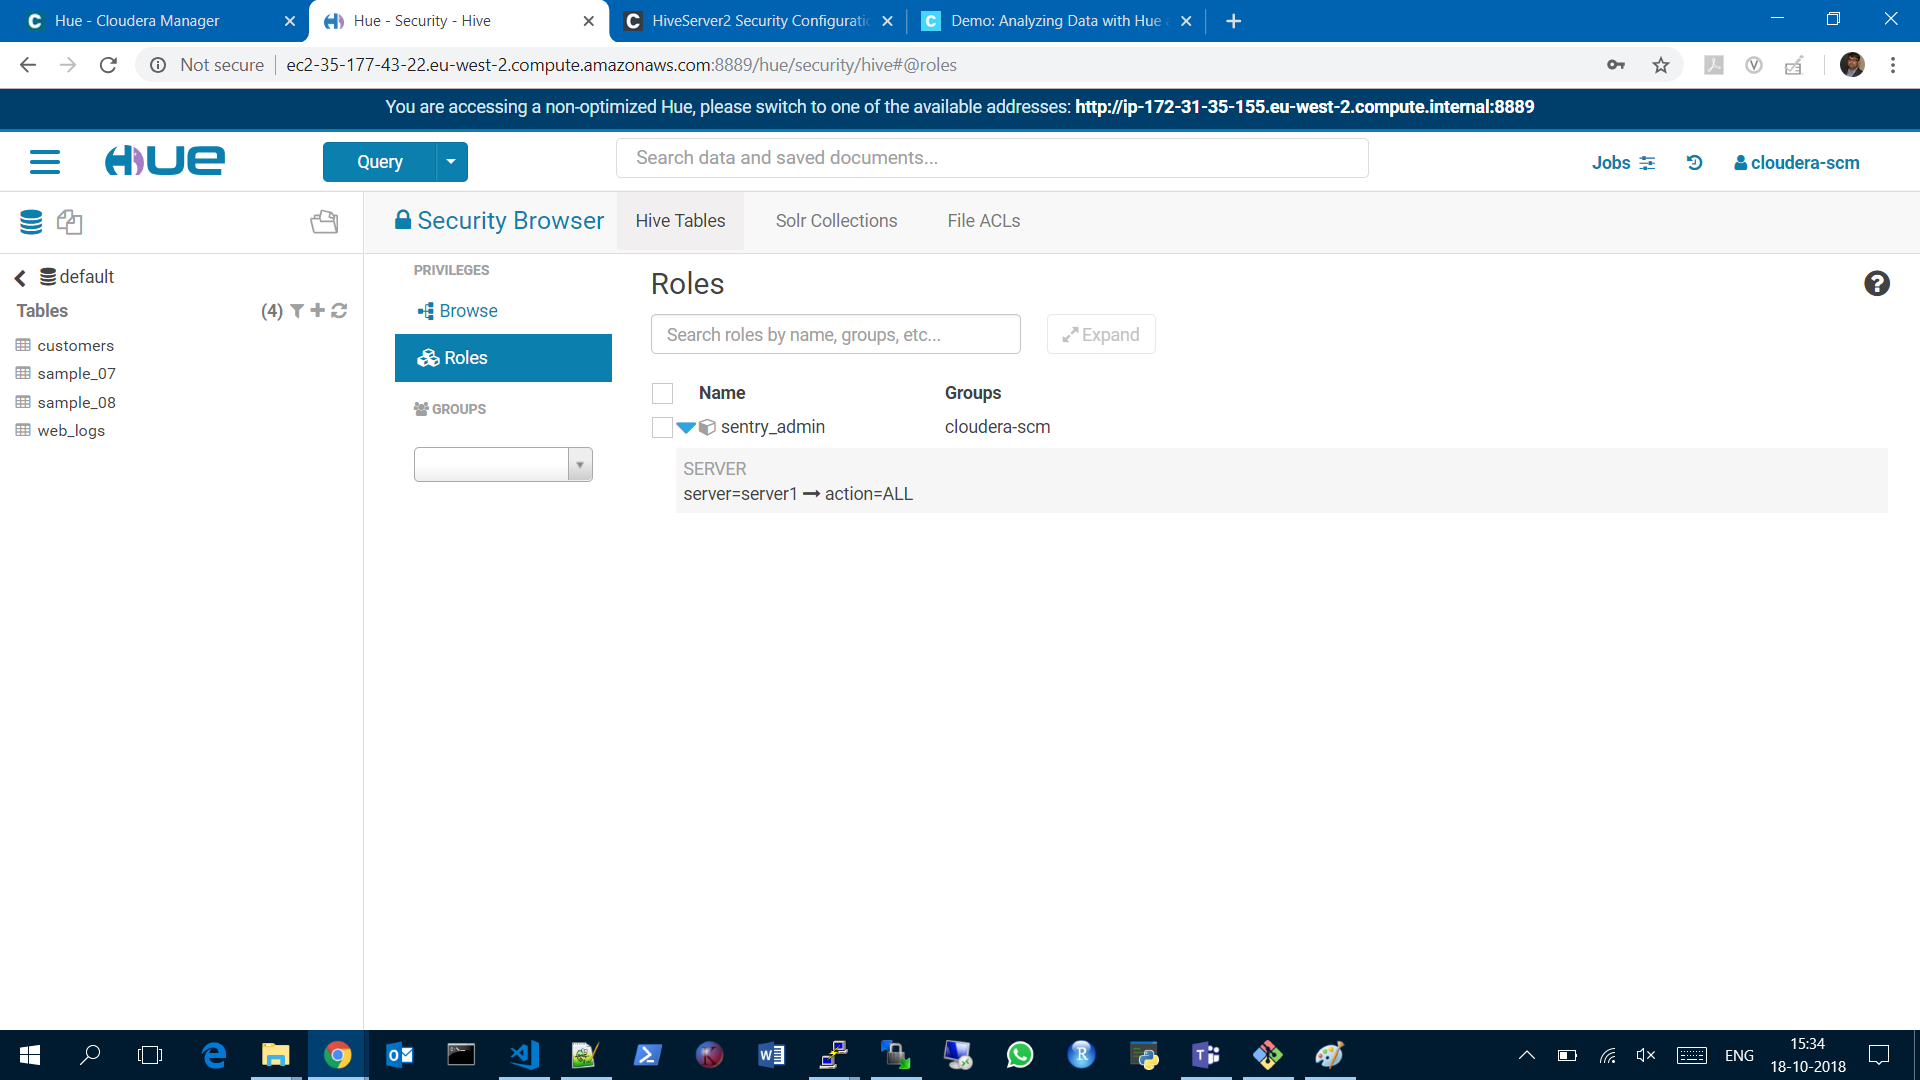 Hue - Cloudera Manager
Hue - Security - Hive
HiveServer2 Security Configuratio
Demo: Analyzing Data with Hue
Not secure
ec2-35-177-43-22.eu-west-2.compute.amazonaws.com:8889/hue/security/hive#@roles
You are accessing a non-optimized Hue, please switch to one of the available addresses: http://ip-172-31-35-155.eu-west-2.compute.internal:8889
HUE
Query
Search data and saved documents...
Jobs
cloudera-scm
Security Browser
Hive Tables
Solr Collections
File ACLs
default
Tables
(4)
customers
sample_07
sample_08
web_logs
PRIVILEGES
Browse
Roles
GROUPS
Roles
Search roles by name, groups, etc...
Expand
Name
Groups
sentry_admin
cloudera-scm
SERVER
server=server1 → action=ALL
ENG
15:34
18-10-2018